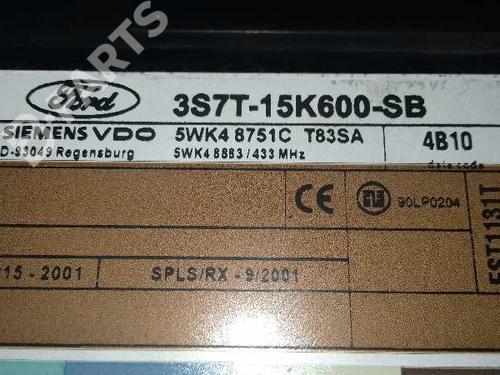 PARTS
Ford
3S7T-15K600-SB
SIEMENS VDO 5WK4 8751C T83SA 4B10
D-93049 Regensburg 5WK4 8883/433 MHz date code
CE 90LP0204
15 - 2001 SPLS/RX - 9/2001